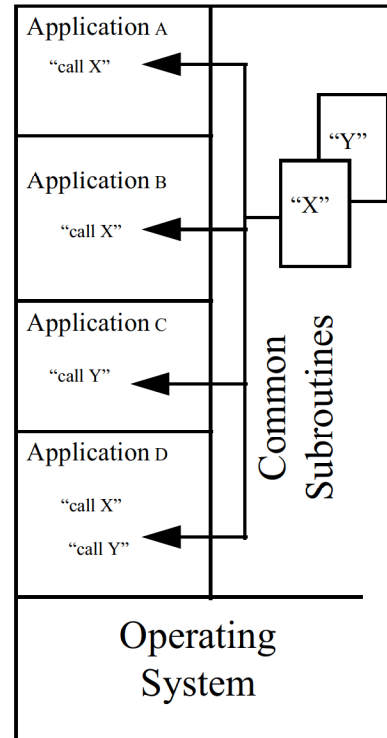 Application A
“call X”
Application B
“call X”
Application C
“call Y”
Application D
“call X”
“call Y”
“Y”
“X”
Common
Subroutines
Operating
System